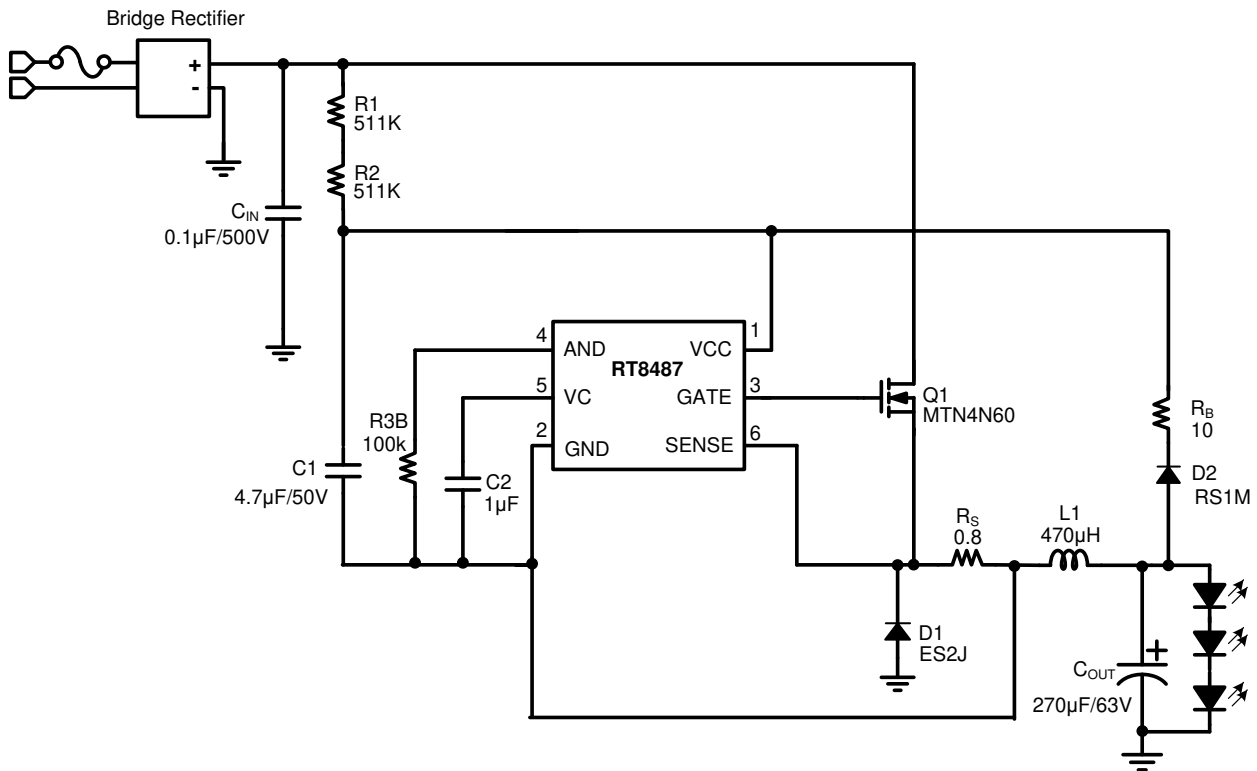 Bridge Rectifier
+
-
R1
511K
R2
511K
CIN
0.1µF/500V
4
AND
VCC
1
RT8487
5
VC
GATE
3
2
GND
SENSE
6
Q1
MTN4N60
R3B
100k
C1
4.7µF/50V
C2
1µF
RB
10
D2
RS1M
RS
0.8
L1
470µH
D1
ES2J
COUT
+
270µF/63V